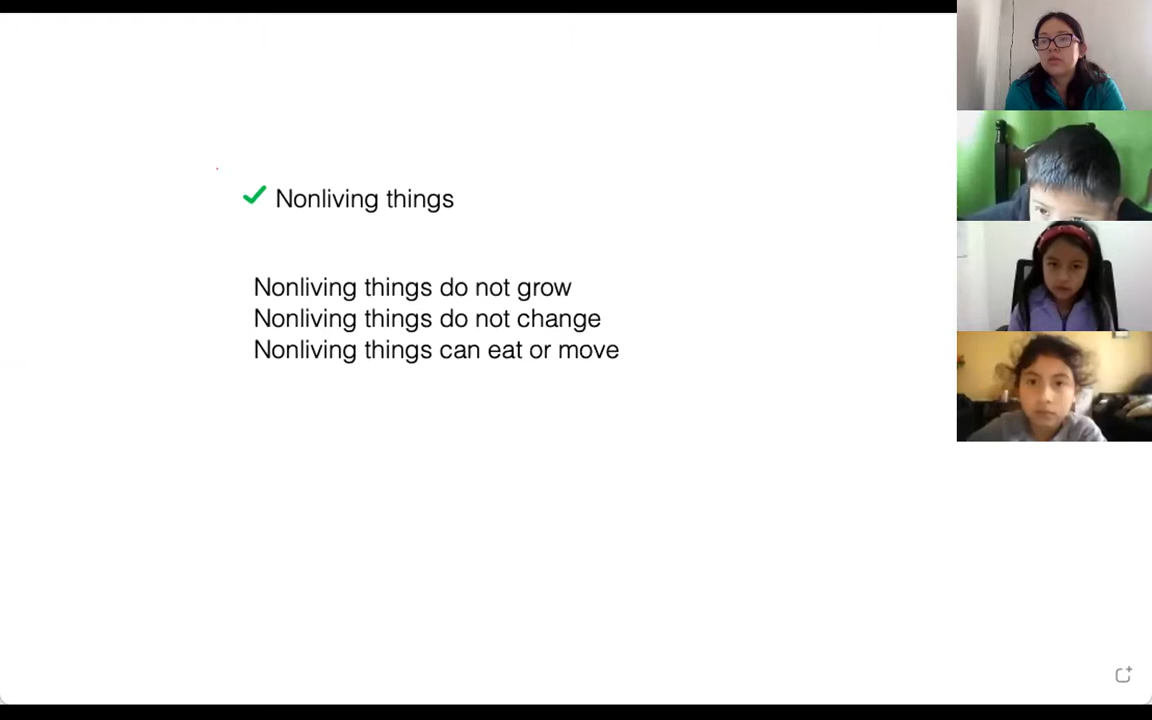 Nonliving things
Nonliving things do not grow
Nonliving things do not change
Nonliving things can eat or move